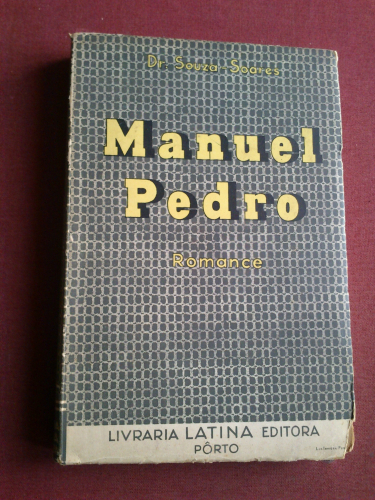 Dr. Souza-Soares
Manuel
Pedro
Romance
LIVRARIA LATINA EDITORA
PÔRTO